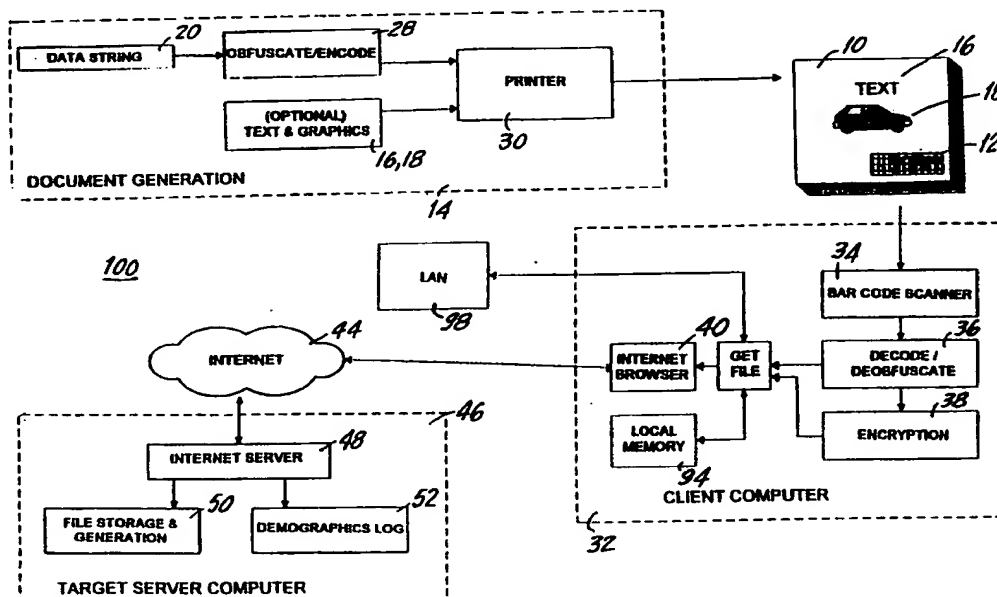 20
DATA STRING
28
OBFUSCATE/ENCODE
(OPTIONAL)
TEXT & GRAPHICS
16,18
PRINTER
30
DOCUMENT GENERATION
14
10
16
TEXT
18
12
100
LAN
98
44
INTERNET
46
48
INTERNET SERVER
50
FILE STORAGE &
GENERATION
52
DEMOGRAPHICS LOG
TARGET SERVER COMPUTER
34
BAR CODE SCANNER
36
DECODE /
DEOBFUSCATE
38
ENCRYPTION
40
INTERNET
BROWSER
GET
FILE
LOCAL
MEMORY
94
CLIENT COMPUTER
32